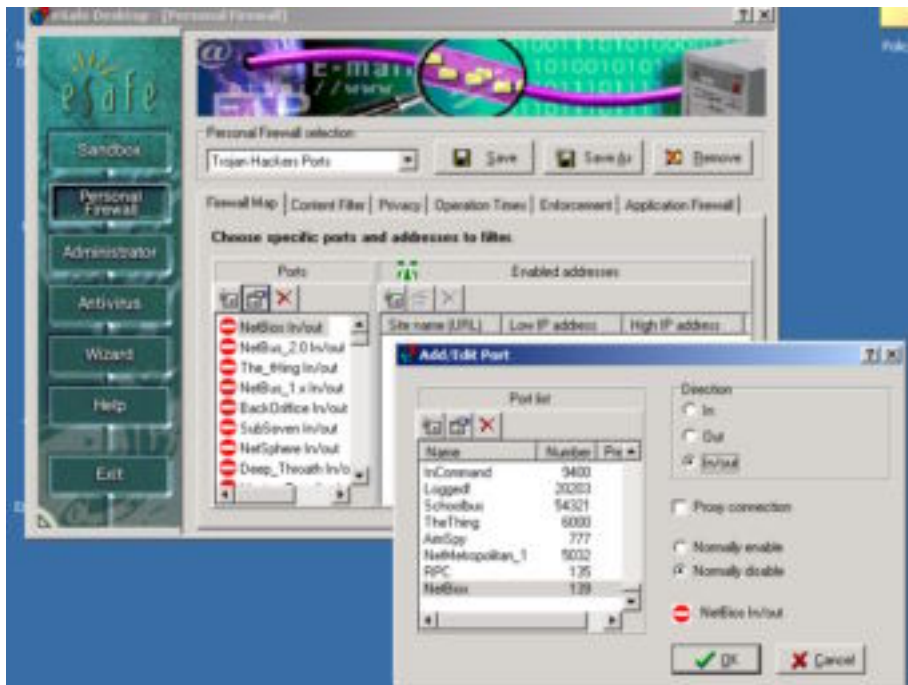 eSafe Desktop - [Personal Firewall]
@
E-mail
://www
eSafe
Sandbox
Personal Firewall
Administrator
Antivirus
Wizard
Help
Exit
Personal Firewall selection
Trojan-Hackers Ports
Save
Save As
Remove
Firewall Map
Content Filter
Privacy
Operation Times
Enforcement
Application Firewall
Choose specific ports and addresses to filter.
Ports
Enabled addresses
Site name (URL)
Low IP address
High IP address
NetBios In/out
NetBus_2.0 In/out
The_tHing In/out
NetBus_1.x In/out
BackOrifice In/out
SubSeven In/out
NetSphere In/out
Deep_Throath In/o
Add/Edit Port
Port list
Name Number
InCommand 9400
Logged! 20203
Schoolbus 54321
TheThing 6000
AimSpy 777
NetMetropolitan_1 5032
RPC 135
NetBios 139
Direction
In
Out
In/out
Proxy connection
Normally enable
Normally disable
NetBios In/out
OK
Cancel